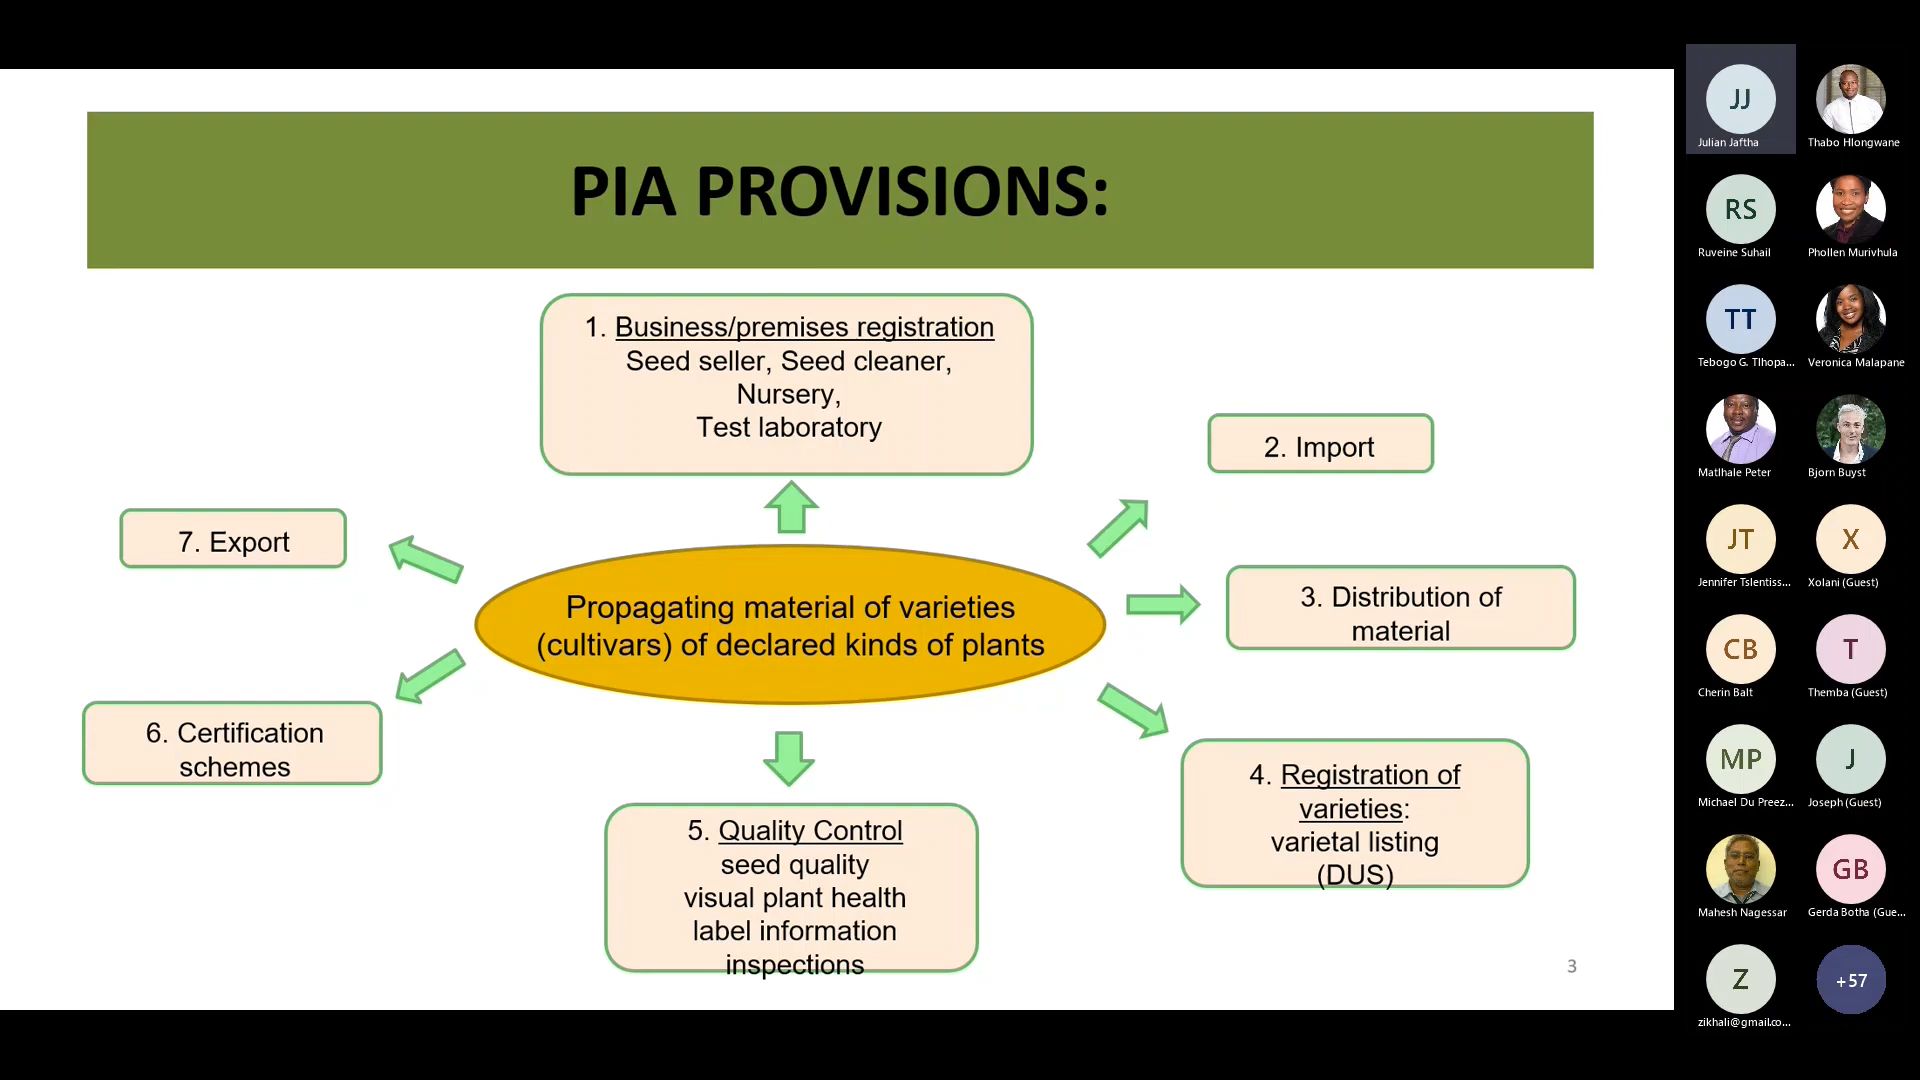 PIA PROVISIONS:
1. Business/premises registration
Seed seller, Seed cleaner,
Nursery,
Test laboratory
2. Import
3. Distribution of
material
4. Registration of
varieties:
varietal listing
(DUS)
5. Quality Control
seed quality
visual plant health
label information
inspections
6. Certification
schemes
7. Export
Propagating material of varieties
(cultivars) of declared kinds of plants
3
JJ
Julian Jaftha
Thabo Hlongwane
RS
Ruveine Suhail
Phollen Murivhula
TT
Tebogo G. Tlhopa...
Veronica Malapane
Matlhale Peter
Bjorn Buyst
JT
Jennifer Tslentiss...
X
Xolani (Guest)
CB
Cherin Balt
T
Themba (Guest)
MP
Michael Du Preez...
J
Joseph (Guest)
Mahesh Nagessar
GB
Gerda Botha (Gue...
Z
zikhali@gmail.co...
+57